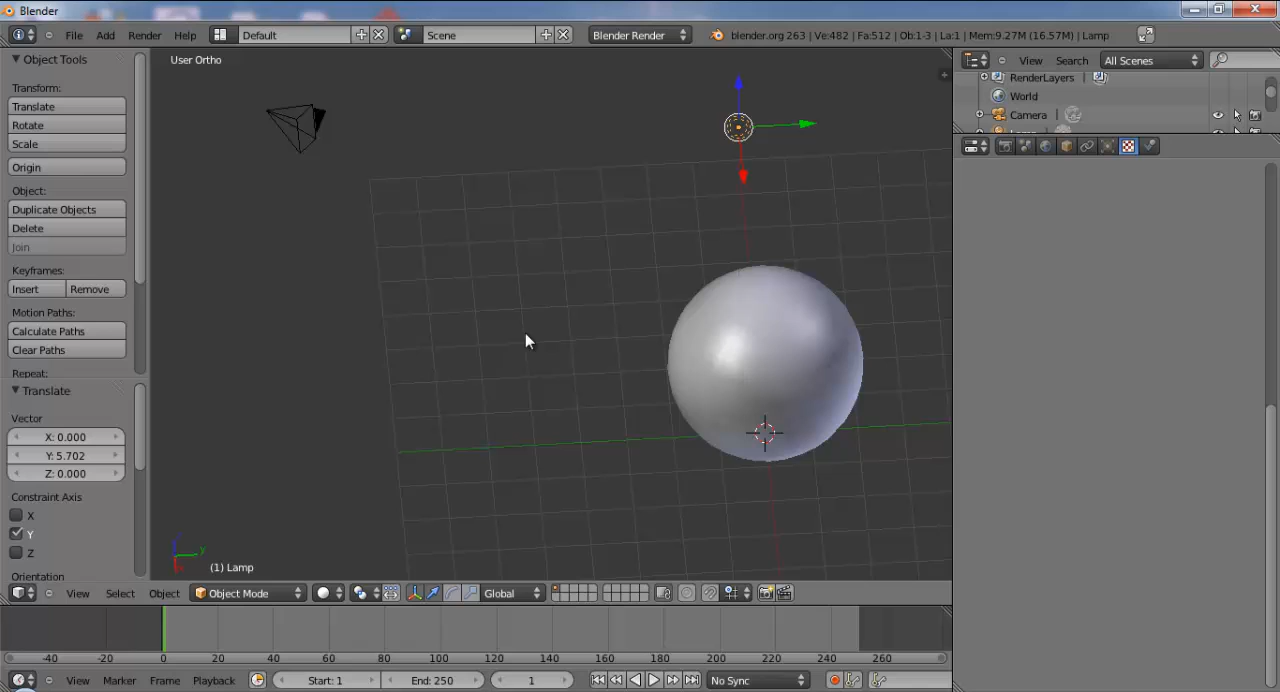 Blender
File Add Render Help Default Scene Blender Render blender.org 263 | Ve:482 | Fa:512 | Ob:1-3 | La:1 | Mem:9.27M (16.57M) | Lamp
Object Tools
Transform:
Translate
Rotate
Scale
Origin
Object:
Duplicate Objects
Delete
Join
Keyframes:
Insert Remove
Motion Paths:
Calculate Paths
Clear Paths
Repeat:
Translate
Vector
X: 0.000
Y: 5.702
Z: 0.000
Constraint Axis
X
Y
Z
Orientation
User Ortho
y
(1) Lamp
View Select Object Object Mode Global
View Search All Scenes
RenderLayers
World
Camera
-40 -20 0 20 40 60 80 100 120 140 160 180 200 220 240 260
View Marker Frame Playback Start: 1 End: 250 1 No Sync